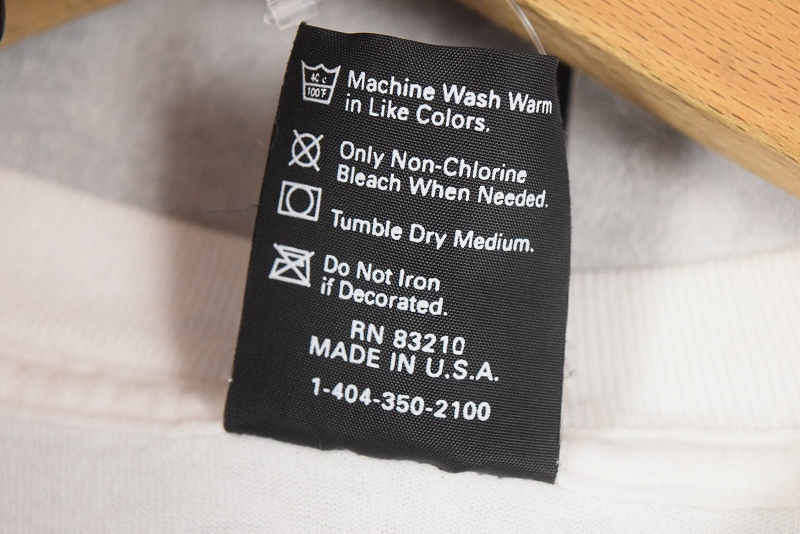 40 c
100°F
Machine Wash Warm
in Like Colors.
Only Non-Chlorine
Bleach When Needed.
Tumble Dry Medium.
Do Not Iron
if Decorated.
RN 83210
MADE IN U.S.A.
1-404-350-2100